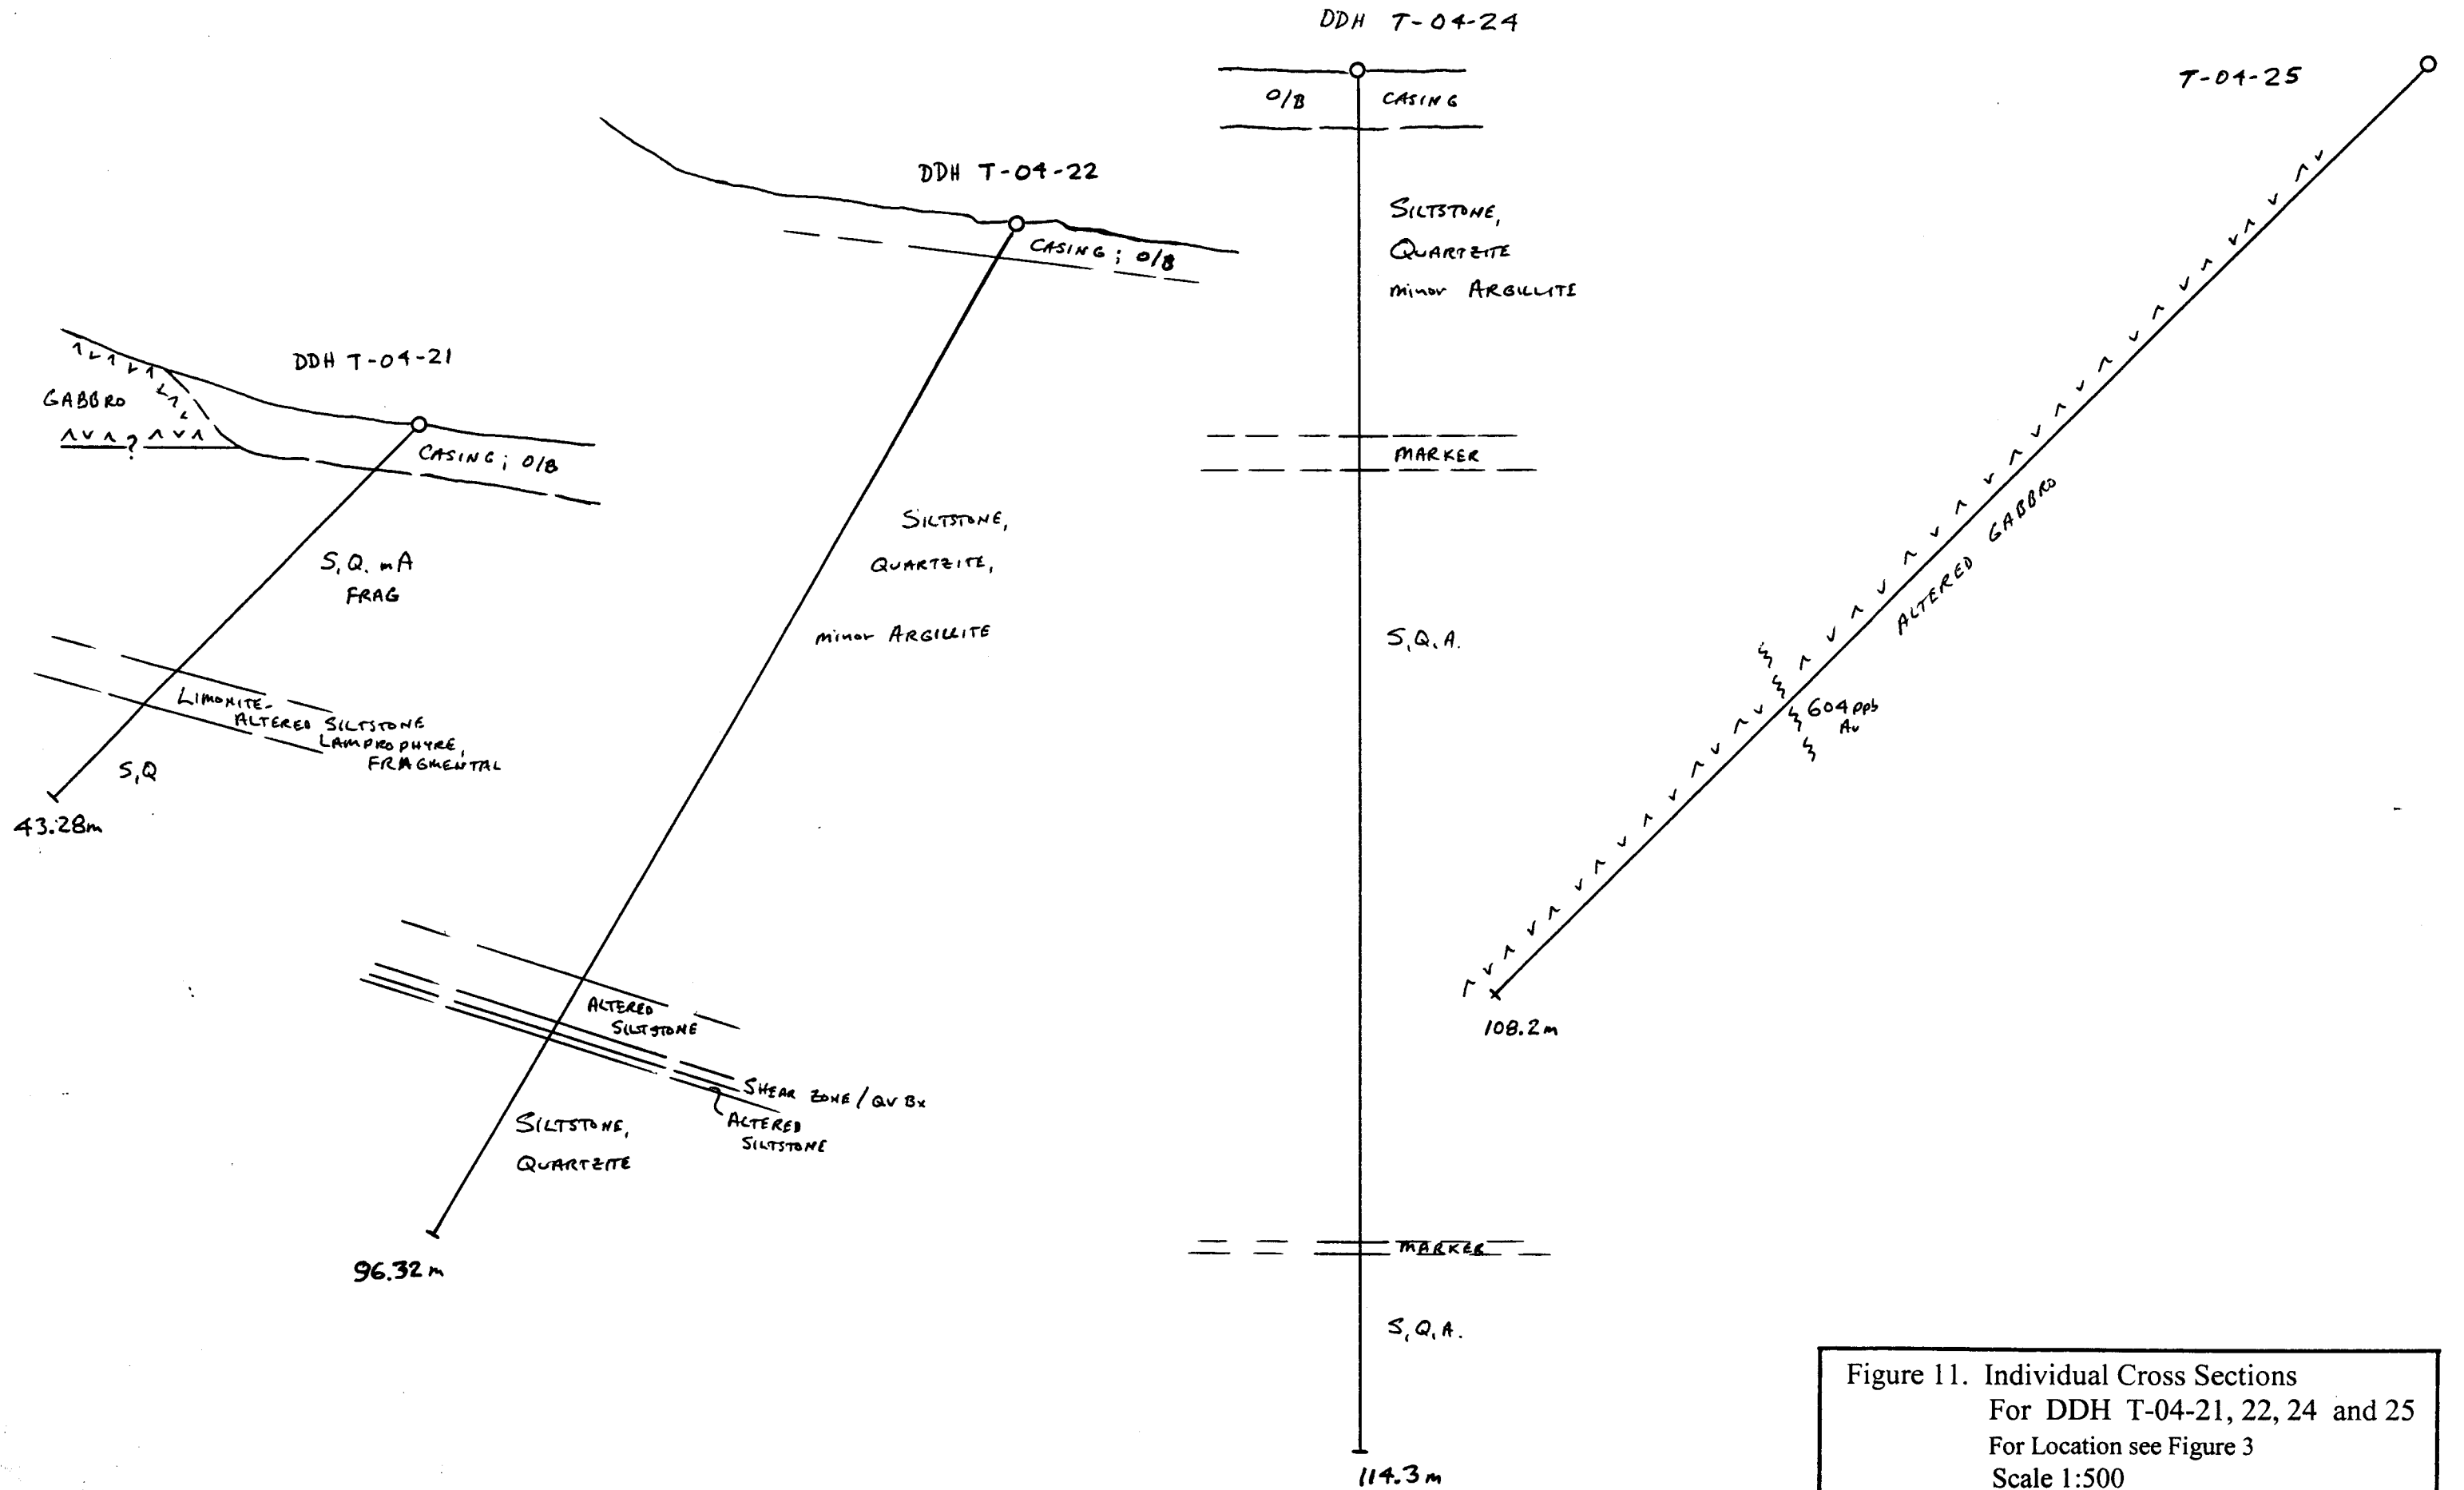 DDH T-04-21
GABBRO
?
CASING; O/B
S, Q. mA
FRAG
LIMONITE-
ALTERED SILTSTONE
LAMPROPHYRE,
FRAGMENTAL
S,Q
43.28m
DDH T-04-22
CASING; O/B
SILTSTONE,
QUARTZITE,
minor ARGILLITE
ALTERED
SILTSTONE
SHEAR ZONE / QV Bx
ALTERED
SILTSTONE
SILTSTONE,
QUARTZITE
96.32 m
DDH T-04-24
O/B CASING
SILTSTONE,
QUARTZITE
minor ARGILLITE
MARKER
S,Q.A.
MARKER
S,Q,A.
114.3 m
T-04-25
ALTERED GABBRO
604 ppb
Au
108.2 m
Figure 11. Individual Cross Sections
For DDH T-04-21, 22, 24 and 25
For Location see Figure 3
Scale 1:500